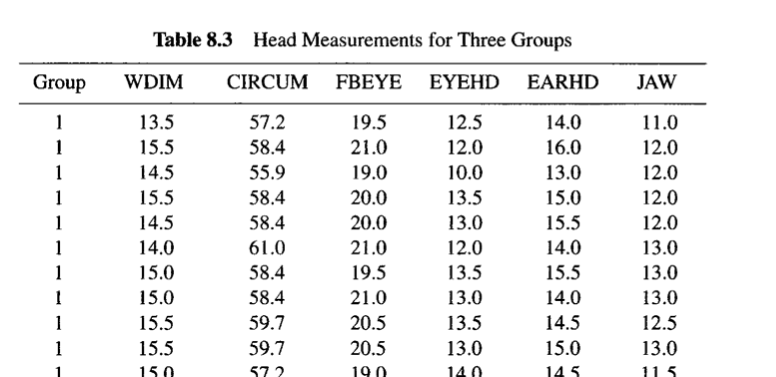 Table 8.3 Head Measurements for Three Groups
Group WDIM CIRCUM FBEYE EYEHD EARHD JAW
1 13.5 57.2 19.5 12.5 14.0 11.0
1 15.5 58.4 21.0 12.0 16.0 12.0
1 14.5 55.9 19.0 10.0 13.0 12.0
1 15.5 58.4 20.0 13.5 15.0 12.0
1 14.5 58.4 20.0 13.0 15.5 12.0
1 14.0 61.0 21.0 12.0 14.0 13.0
1 15.0 58.4 19.5 13.5 15.5 13.0
1 15.0 58.4 21.0 13.0 14.0 13.0
1 15.5 59.7 20.5 13.5 14.5 12.5
1 15.5 59.7 20.5 13.0 15.0 13.0
1 15.0 57.2 19.0 14.0 14.5 11.5